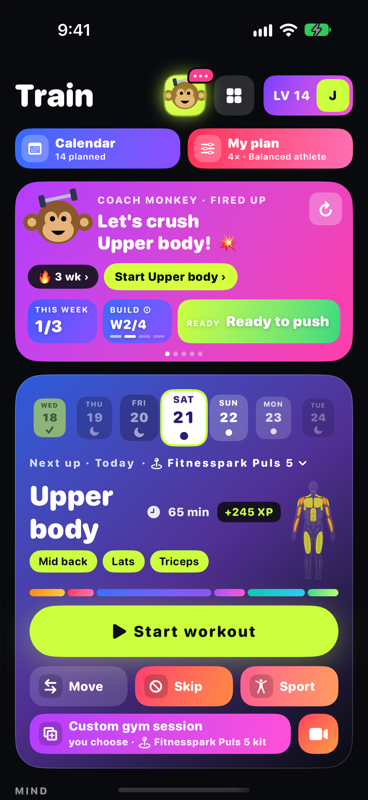 9:41
Train
LV 14 J
Calendar
14 planned
My plan
4× · Balanced athlete
COACH MONKEY · FIRED UP
Let's crush
Upper body! 💥
🔥 3 wk ›
Start Upper body ›
THIS WEEK
1/3
BUILD
W2/4
READY Ready to push
WED
18
THU
19
FRI
20
SAT
21
SUN
22
MON
23
TUE
24
Next up · Today · Fitnesspark Puls 5
Upper
body
65 min
+245 XP
Mid back
Lats
Triceps
Start workout
Move
Skip
Sport
Custom gym session
you choose · Fitnesspark Puls 5 kit
MIND